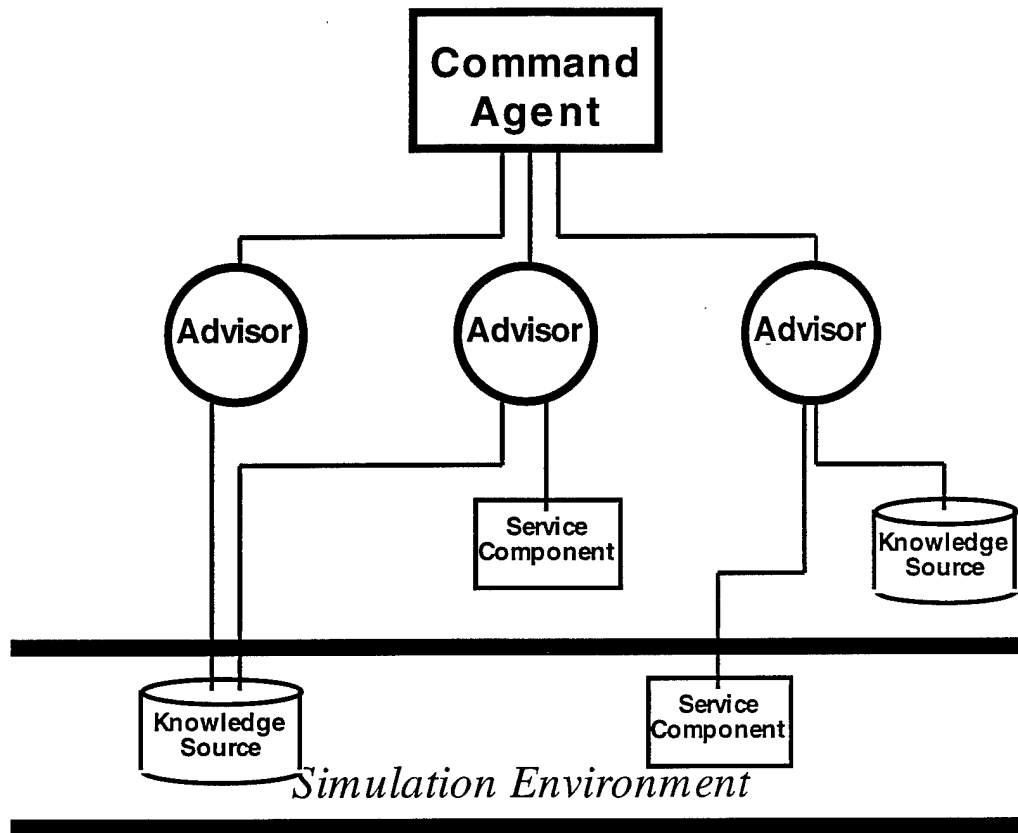 Command
Agent
Advisor
Advisor
Advisor
Service
Component
Knowledge
Source
Knowledge
Source
Service
Component
Simulation Environment